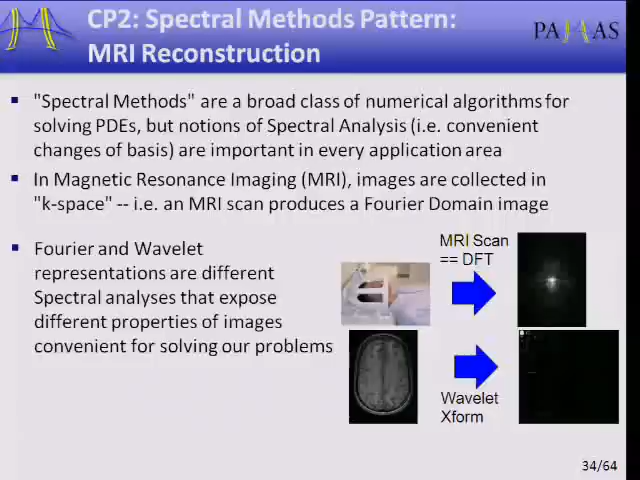 CP2: Spectral Methods Pattern:
MRI Reconstruction
PA AS
▪ "Spectral Methods" are a broad class of numerical algorithms for
solving PDEs, but notions of Spectral Analysis (i.e. convenient
changes of basis) are important in every application area
▪ In Magnetic Resonance Imaging (MRI), images are collected in
"k-space" -- i.e. an MRI scan produces a Fourier Domain image
▪ Fourier and Wavelet
representations are different
Spectral analyses that expose
different properties of images
convenient for solving our problems
MRI Scan
== DFT
Wavelet
Xform
34/64